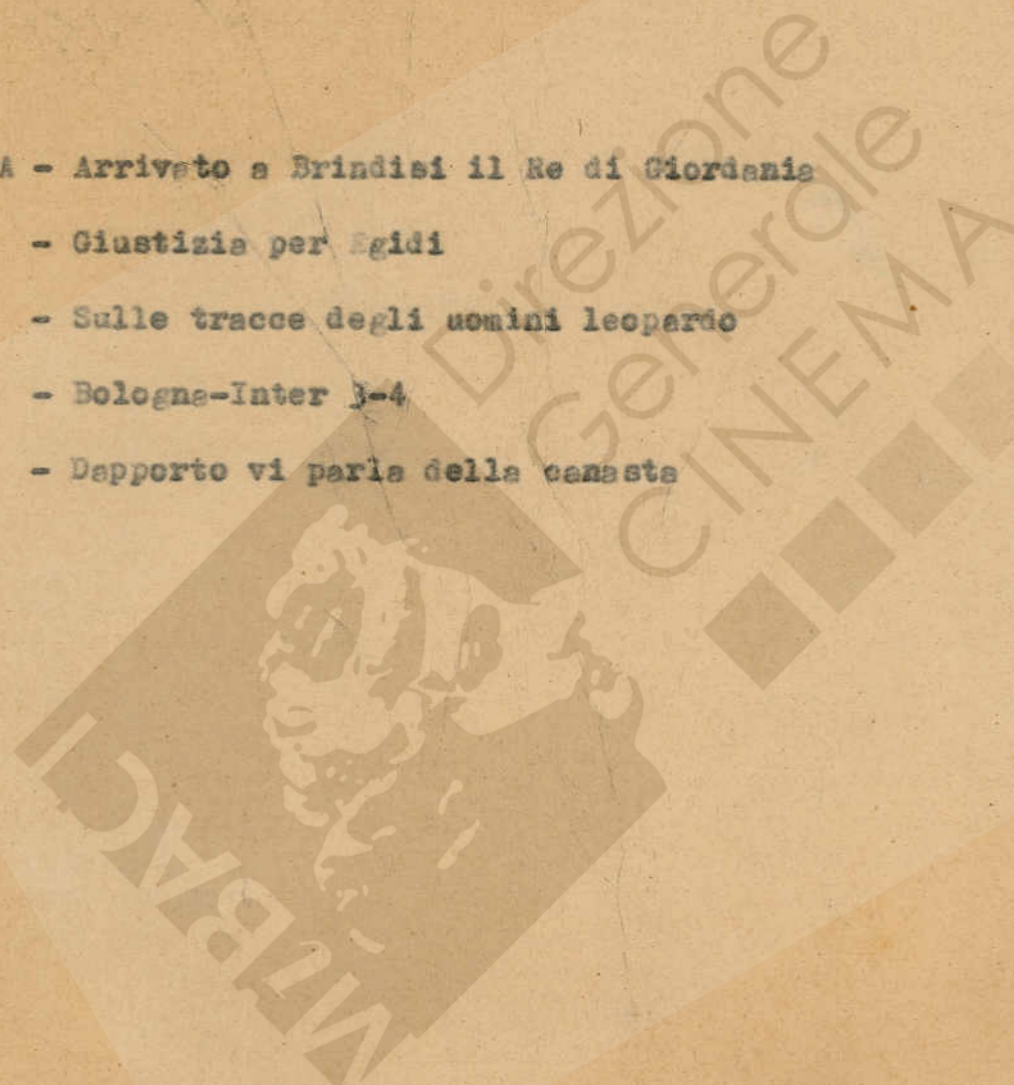 A - Arrivato a Brindisi il Re di Giordania
- Giustizia per Egidi
- Sulle tracce degli uomini leopardo
- Bologna-Inter 3-4
- Dapporto vi parla della canasta
Direzione
Generale
CINEMA
MiBACI